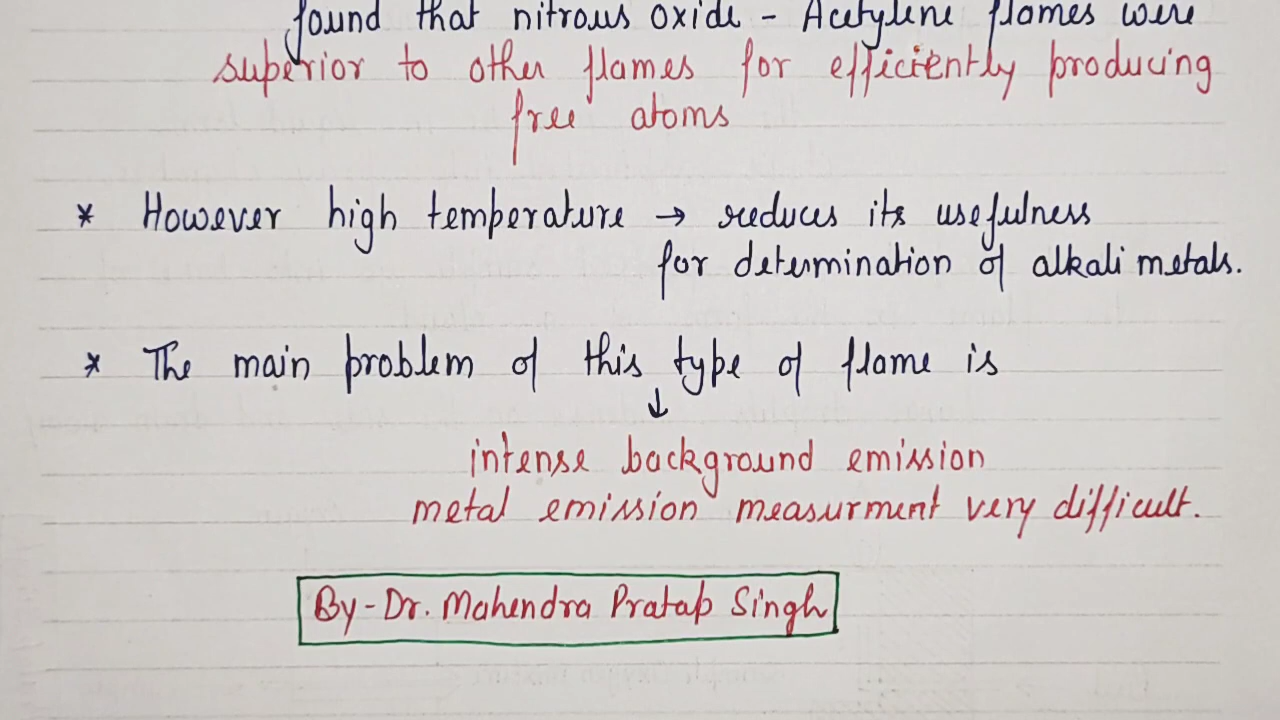 found that nitrous oxide - Acetylene flames were
superior to other flames for efficiently producing
free atoms
* However high temperature → reduces its usefulness
for determination of alkali metals.
* The main problem of this type of flame is
↓
intense background emission
metal emission measurment very difficult.
By-Dr. Mahendra Pratap Singh